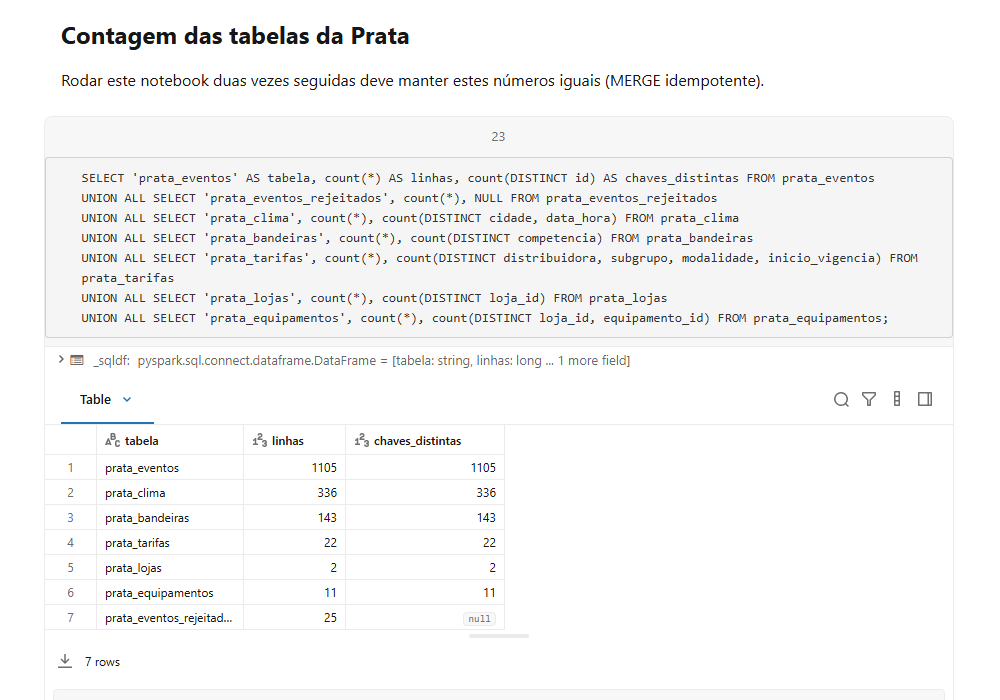 Contagem das tabelas da Prata
Rodar este notebook duas vezes seguidas deve manter estes números iguais (MERGE idempotente).
23
SELECT 'prata_eventos' AS tabela, count(*) AS linhas, count(DISTINCT id) AS chaves_distintas FROM prata_eventos
UNION ALL SELECT 'prata_eventos_rejeitados', count(*), NULL FROM prata_eventos_rejeitados
UNION ALL SELECT 'prata_clima', count(*), count(DISTINCT cidade, data_hora) FROM prata_clima
UNION ALL SELECT 'prata_bandeiras', count(*), count(DISTINCT competencia) FROM prata_bandeiras
UNION ALL SELECT 'prata_tarifas', count(*), count(DISTINCT distribuidora, subgrupo, modalidade, inicio_vigencia) FROM
prata_tarifas
UNION ALL SELECT 'prata_lojas', count(*), count(DISTINCT loja_id) FROM prata_lojas
UNION ALL SELECT 'prata_equipamentos', count(*), count(DISTINCT loja_id, equipamento_id) FROM prata_equipamentos;
_sqldf: pyspark.sql.connect.dataframe.DataFrame = [tabela: string, linhas: long ... 1 more field]
Table
ABC tabela 123 linhas 123 chaves_distintas
1 prata_eventos 1105 1105
2 prata_clima 336 336
3 prata_bandeiras 143 143
4 prata_tarifas 22 22
5 prata_lojas 2 2
6 prata_equipamentos 11 11
7 prata_eventos_rejeitad... 25 null
7 rows